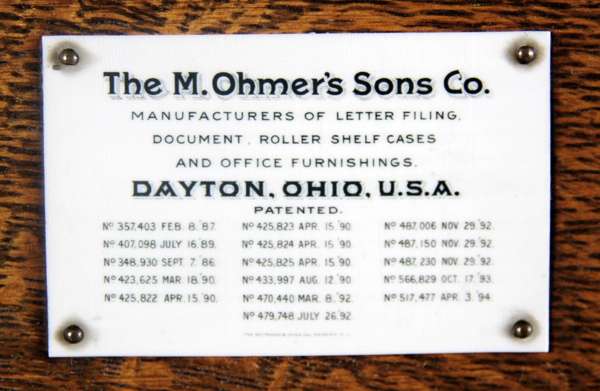 The M. Ohmer's Sons Co.
MANUFACTURERS OF LETTER FILING,
DOCUMENT, ROLLER SHELF CASES
AND OFFICE FURNISHINGS.
DAYTON, OHIO, U.S.A.
PATENTED.
No 357,403 FEB. 8.'87. No 425,823 APR. 15.'90. No 487,006 NOV. 29.'92.
No 407,098 JULY 16.89. No 425,824 APR. 15.'90. No 487,150 NOV. 29.'92.
No 348,930 SEPT. 7.'86. No 425,825 APR. 15.'90. No 487,230 NOV. 29.'92.
No 423,625 MAR. 18.'90. No 433,997 AUG. 12.'90. No 566,829 OCT. 17.'93.
No 425,822 APR. 15.'90. No 470,440 MAR. 8.'92. No 517,477 APR. 3.'94.
No 479,748 JULY 26.'92.